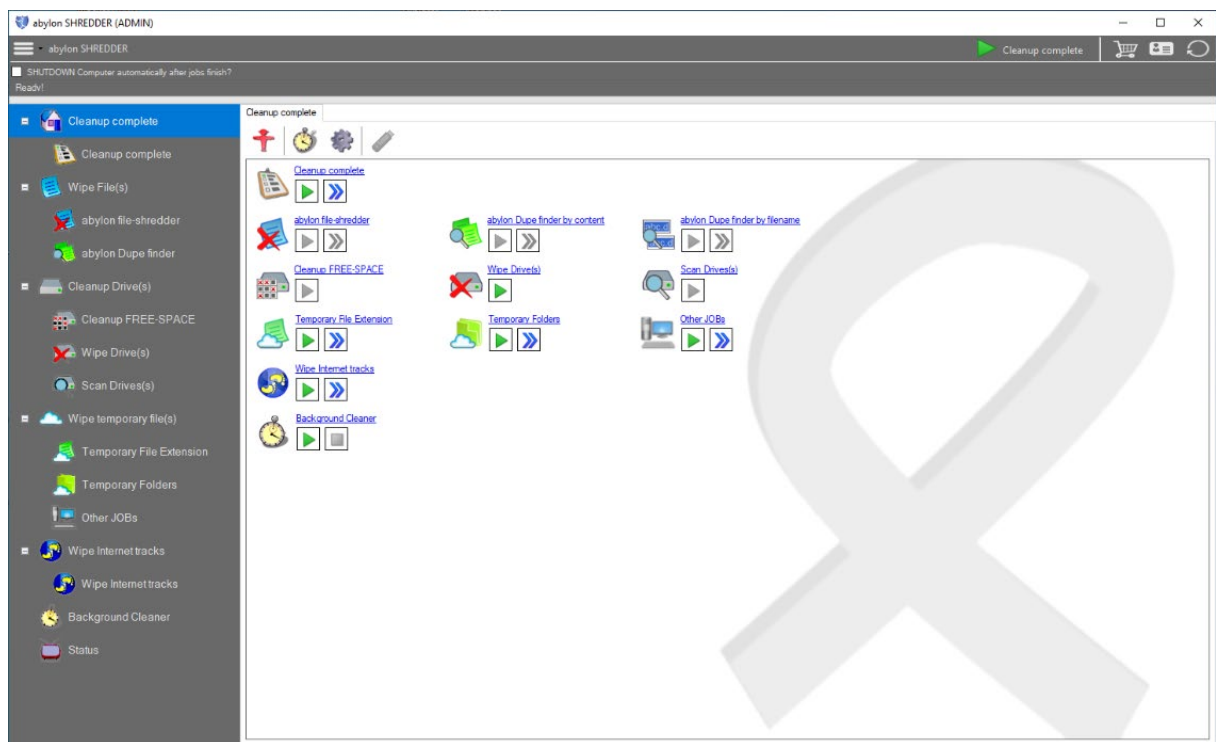 abylon SHREDDER (ADMIN)
abylon SHREDDER
Cleanup complete
SHUTDOWN Computer automatically after jobs finish?
Ready!
Cleanup complete
Cleanup complete
Wipe File(s)
abylon file-shredder
abylon Dupe finder
Cleanup Drive(s)
Cleanup FREE-SPACE
Wipe Drive(s)
Scan Drives(s)
Wipe temporary file(s)
Temporary File Extension
Temporary Folders
Other JOBs
Wipe Internet tracks
Wipe Internet tracks
Background Cleaner
Status
Cleanup complete
Cleanup complete
abylon file-shredder
abylon Dupe finder by content
abylon Dupe finder by filename
Cleanup FREE-SPACE
Wipe Drive(s)
Scan Drives(s)
Temporary File Extension
Temporary Folders
Other JOBs
Wipe Internet tracks
Background Cleaner